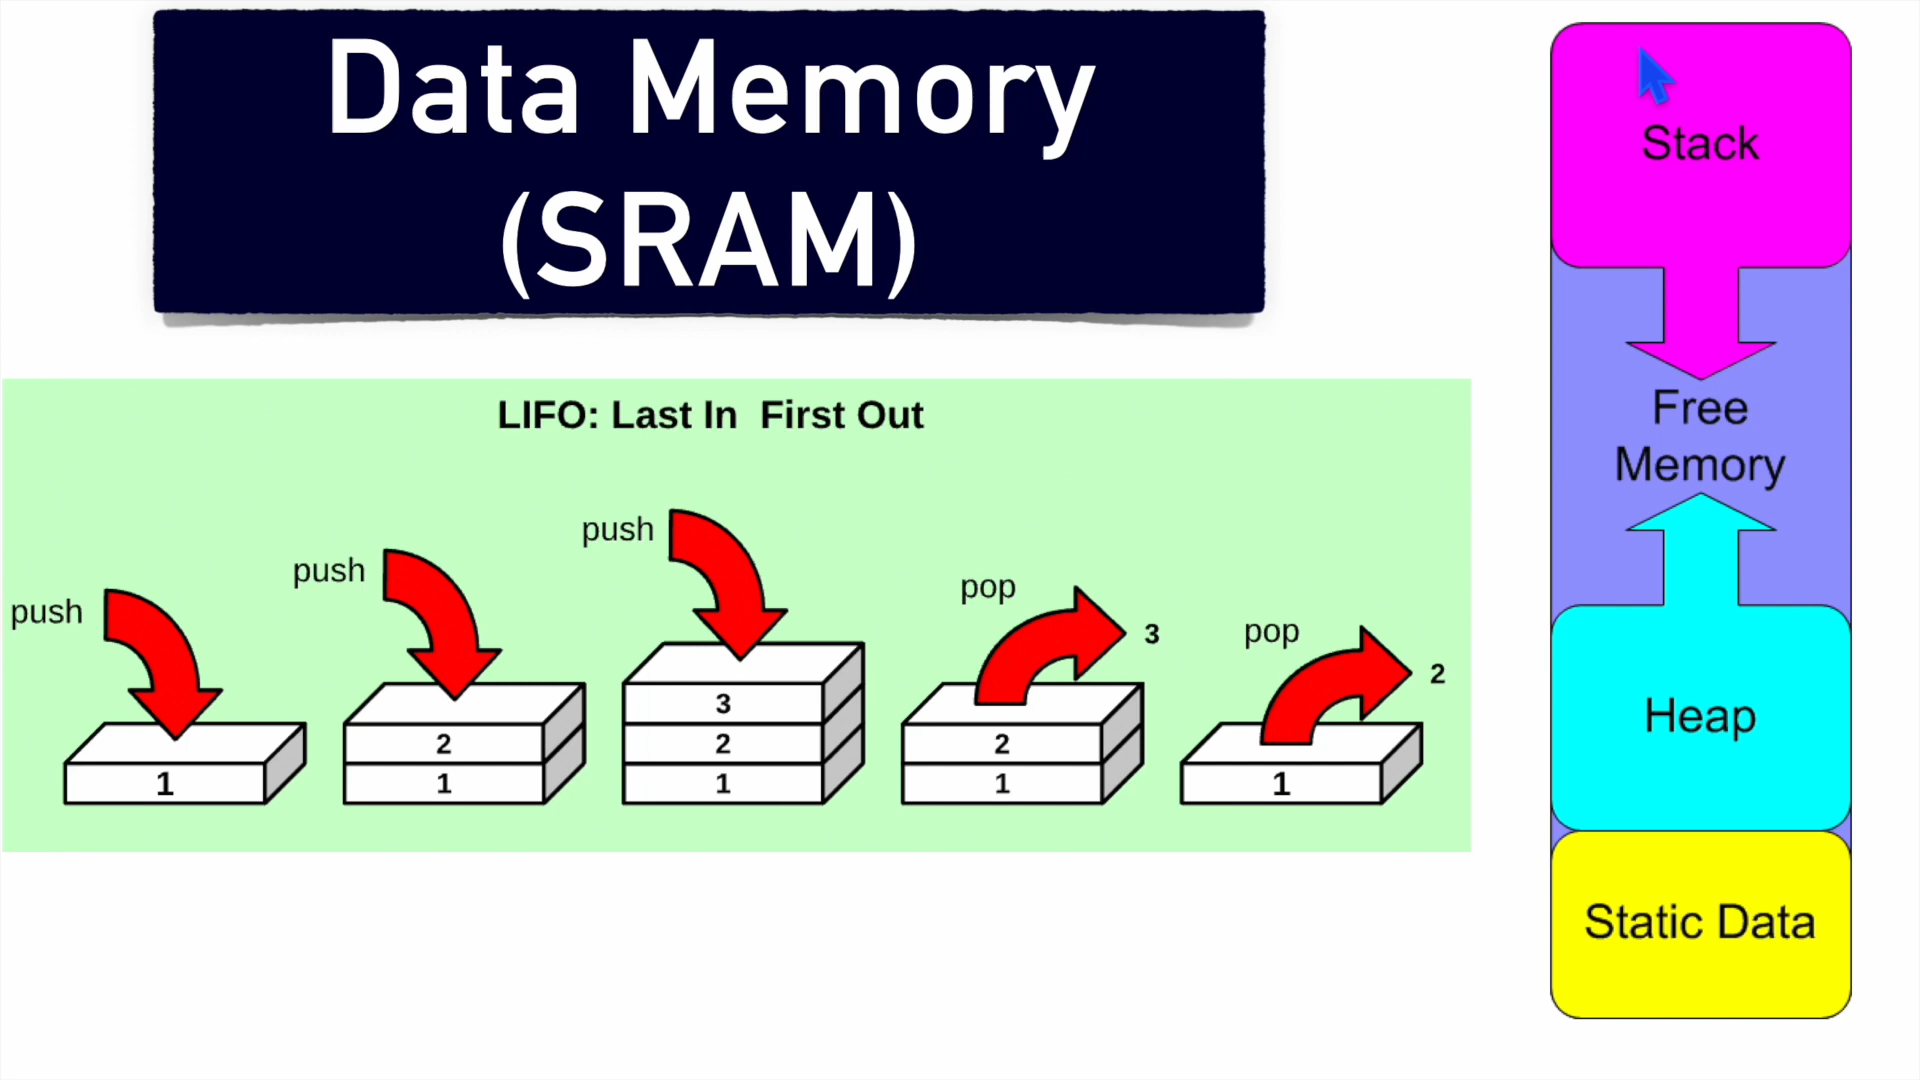 Data Memory
(SRAM)
LIFO: Last In  First Out
push
1
push
2
1
push
3
2
1
pop
3
2
1
pop
2
1
Stack
Free
Memory
Heap
Static Data